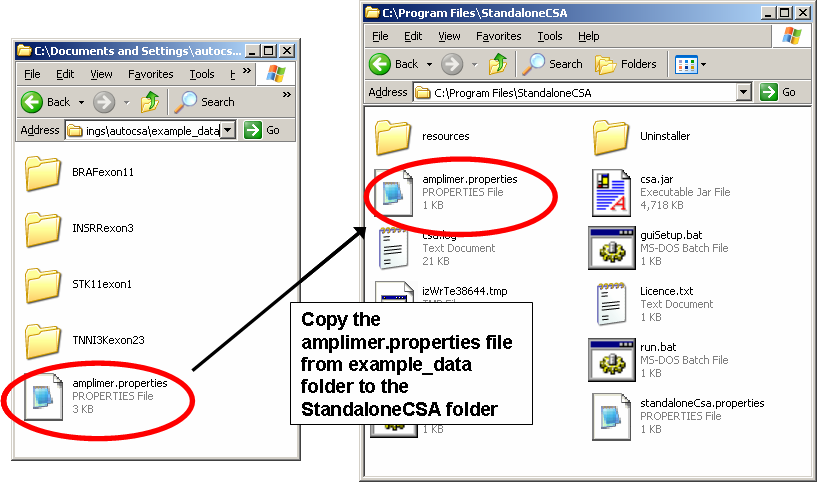 C:\Documents and Settings\autocs...
File Edit View Favorites Tools
Back Search
Address ings\autocsa\example_data Go
BRAFexon11
INSRRexon3
STK11exon1
TNNI3Kexon23
amplimer.properties
PROPERTIES File
3 KB
C:\Program Files\StandaloneCSA
File Edit View Favorites Tools Help
Back Search Folders
Address C:\Program Files\StandaloneCSA Go
resources
Uninstaller
amplimer.properties
PROPERTIES File
1 KB
csa.jar
Executable Jar File
4,718 KB
csa.log
Text Document
21 KB
guiSetup.bat
MS-DOS Batch File
1 KB
izWrTe38644.tmp
TMP File
Licence.txt
Text Document
1 KB
run.bat
MS-DOS Batch File
1 KB
1 KB
standaloneCsa.properties
PROPERTIES File
1 KB
Copy the
amplimer.properties file
from example_data
folder to the
StandaloneCSA folder